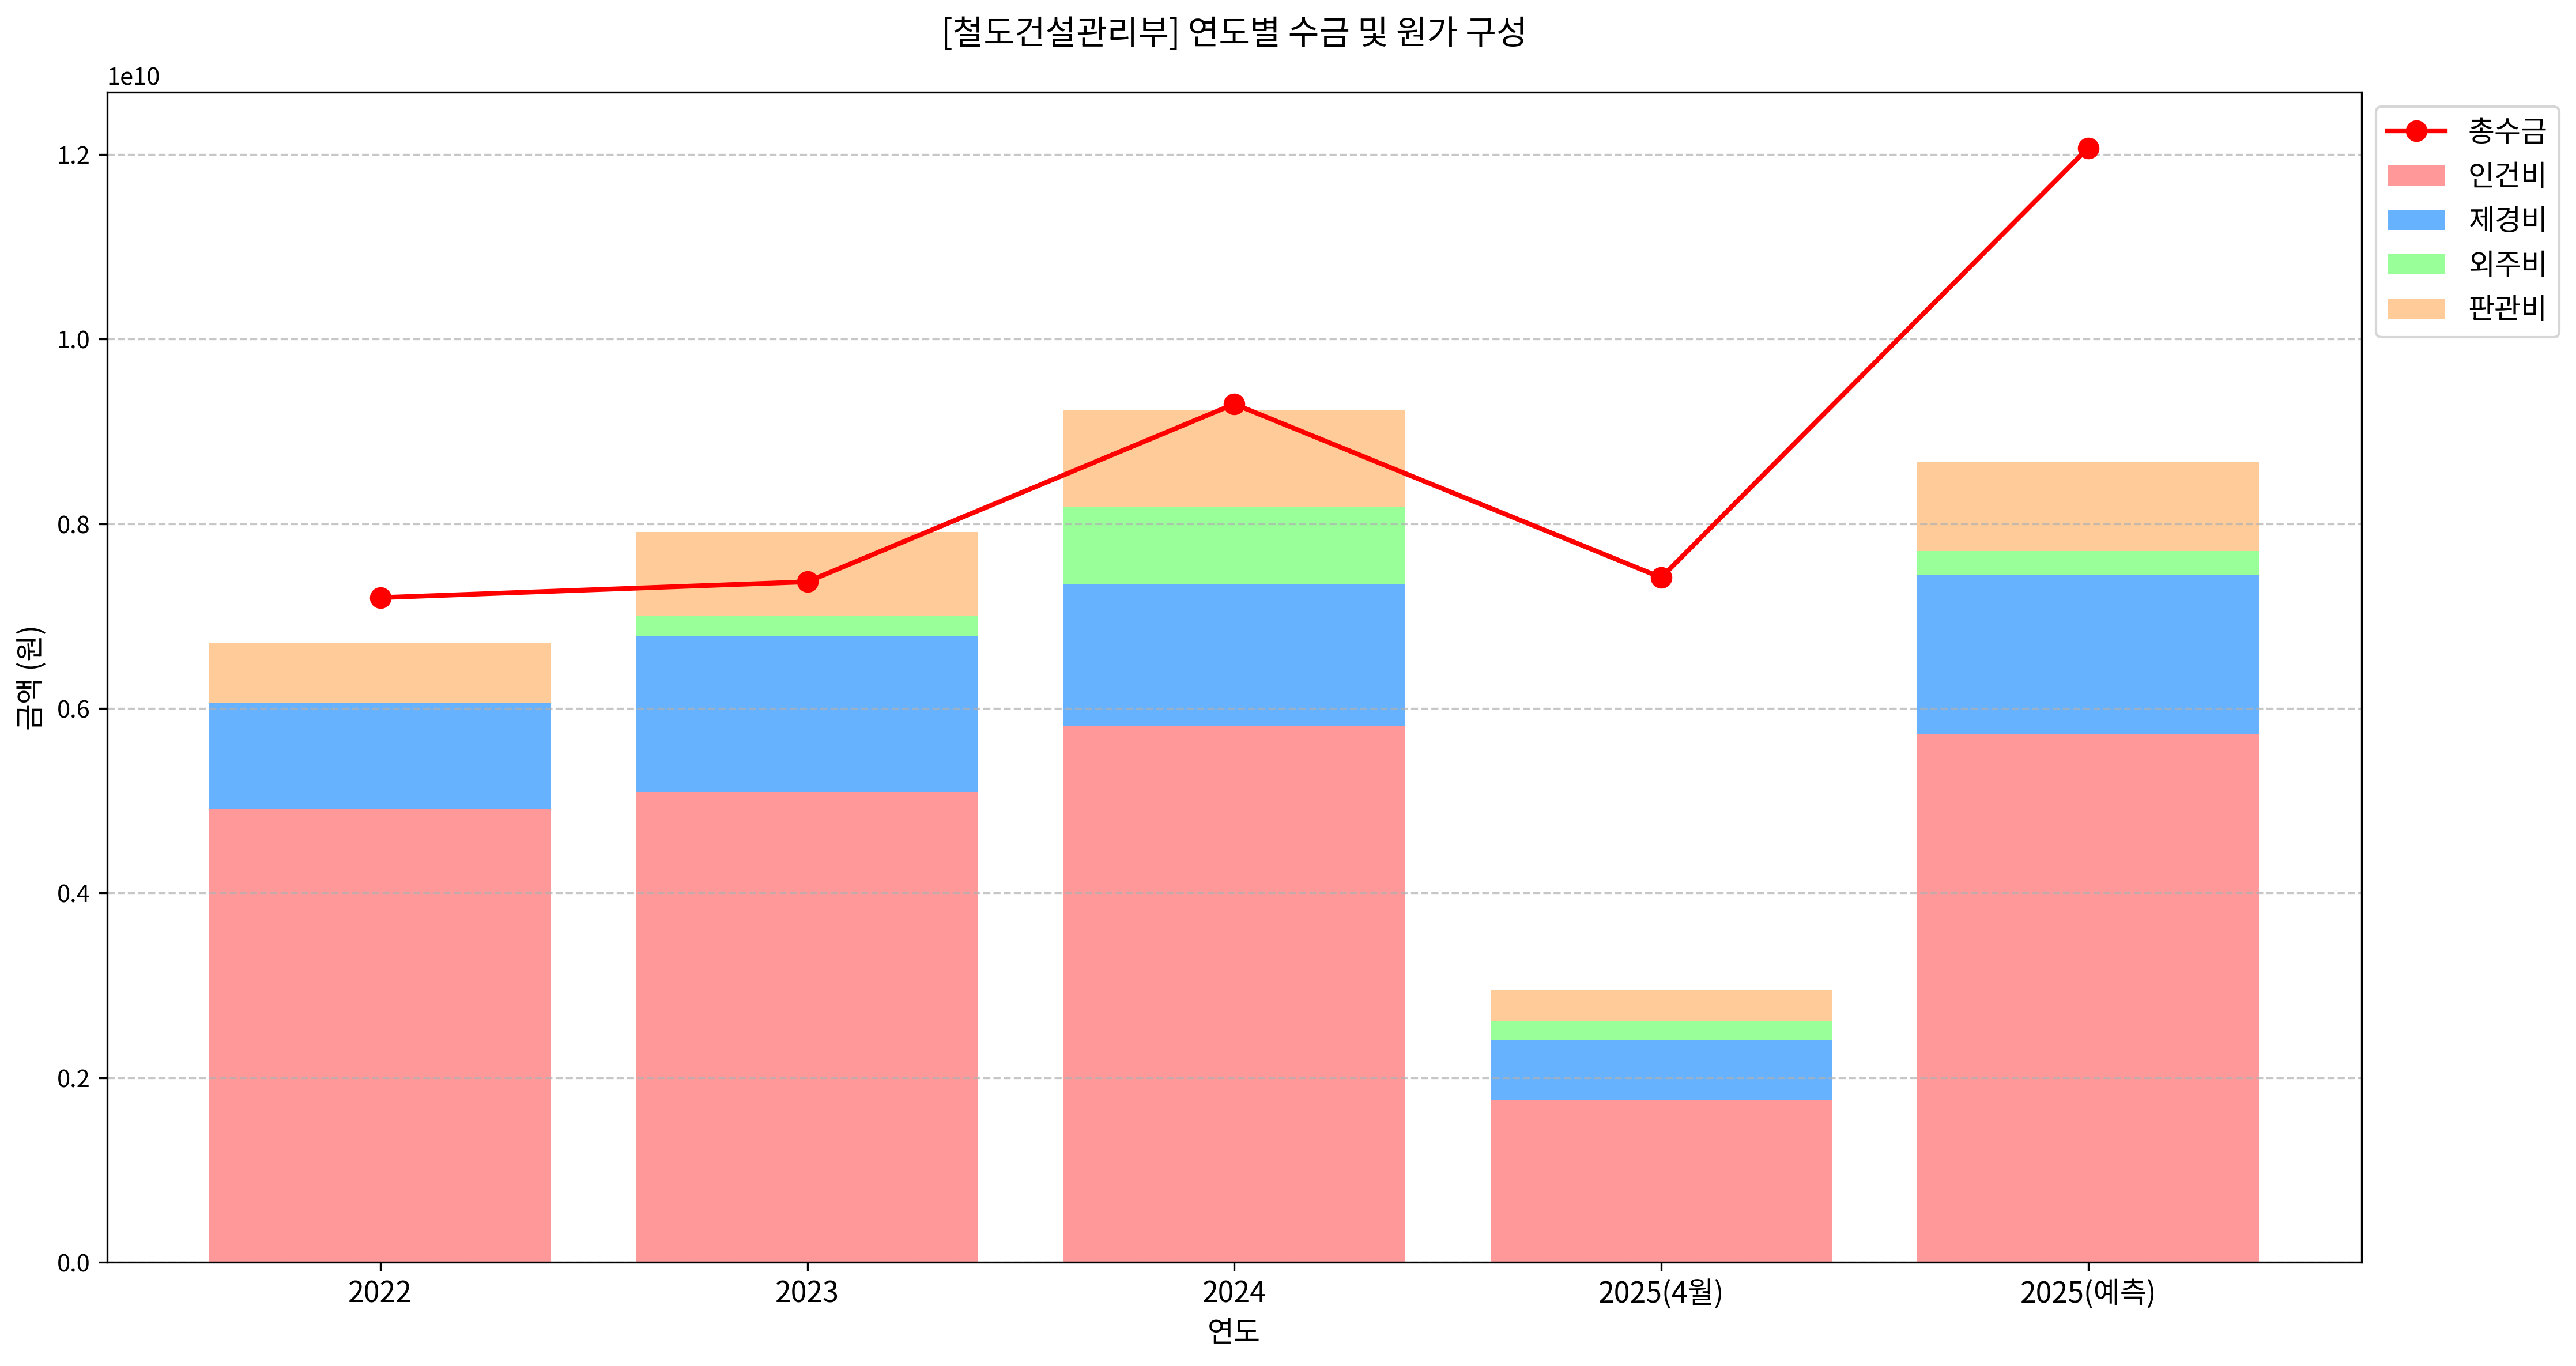 [철도건설관리부] 연도별 수금 및 원가 구성
1e10
1.2
1.0
0.8
0.6
0.4
0.2
0.0
금액 (원)
2022
2023
2024
2025(4월)
2025(예측)
연도
총수금
인건비
제경비
외주비
판관비